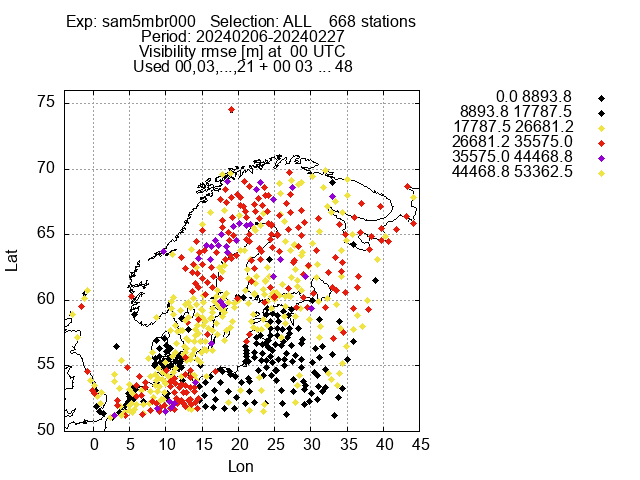 Exp: sam5mbr000 Selection: ALL 668 stations
Period: 20240206-20240227
Visibility rmse [m] at 00 UTC
Used 00,03,...,21 + 00 03 ... 48
0.0 8893.8
8893.8 17787.5
17787.5 26681.2
26681.2 35575.0
35575.0 44468.8
44468.8 53362.5
75
70
65
60
55
50
Lat
0 5 10 15 20 25 30 35 40 45
Lon